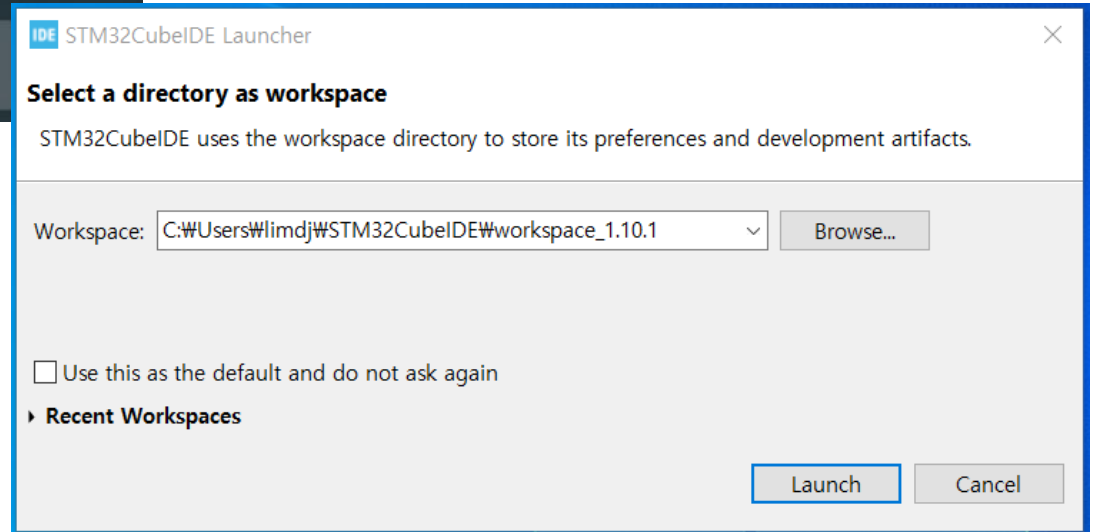 IDE STM32CubeIDE Launcher
Select a directory as workspace
STM32CubeIDE uses the workspace directory to store its preferences and development artifacts.
Workspace: C:₩Users₩limdj₩STM32CubeIDE₩workspace_1.10.1 Browse...
Use this as the default and do not ask again
Recent Workspaces
Launch Cancel